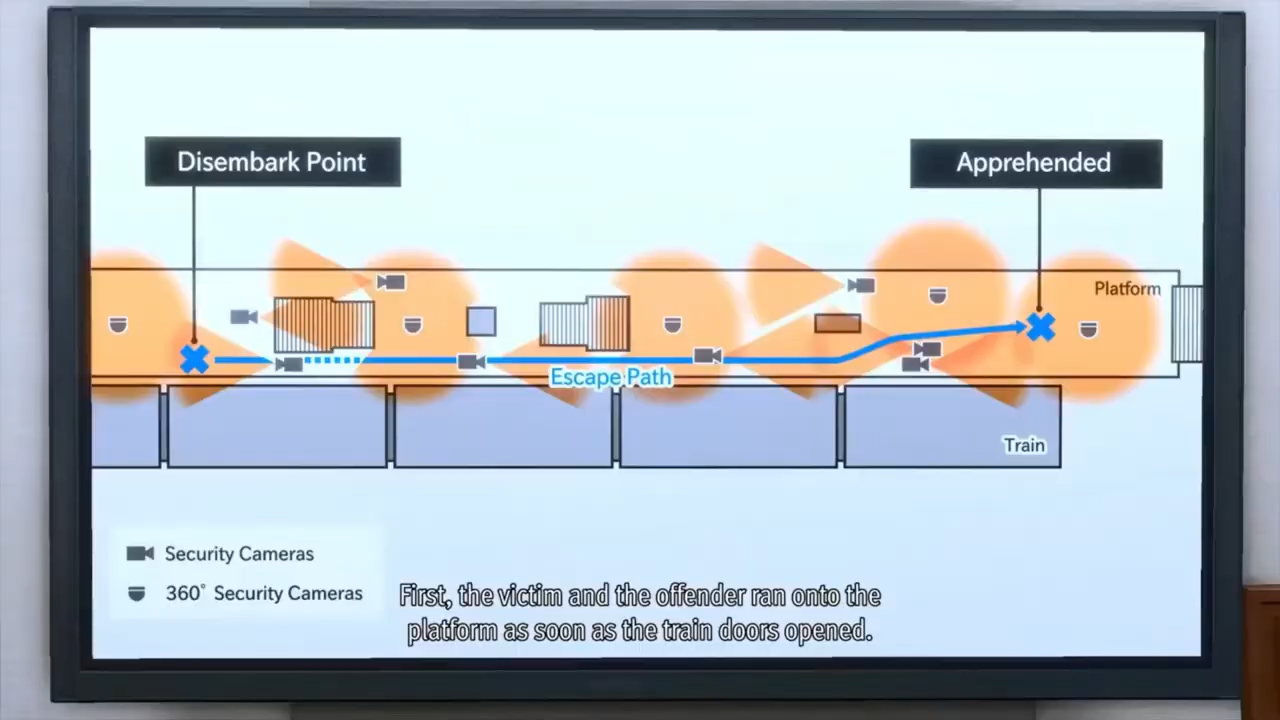 Disembark Point
Apprehended
Platform
Escape Path
Train
Security Cameras
360° Security Cameras
First, the victim and the offender ran onto the
platform as soon as the train doors opened.